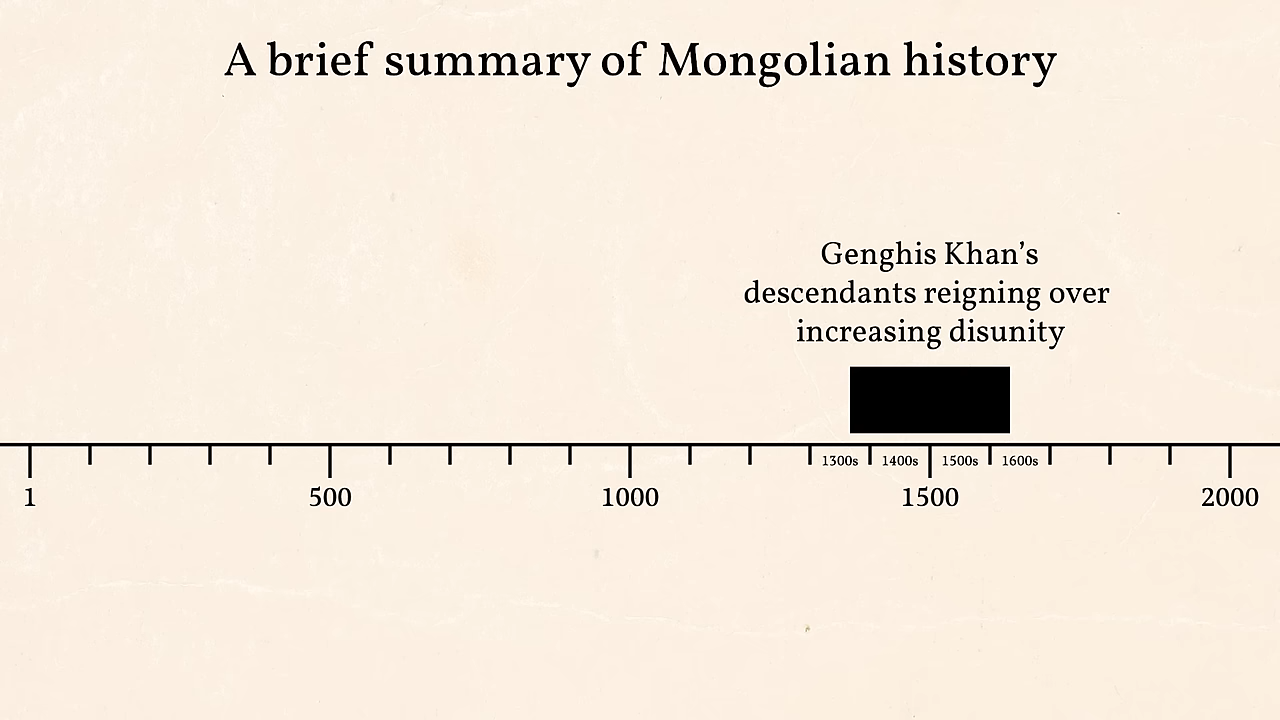 A brief summary of Mongolian history
Genghis Khan’s
descendants reigning over
increasing disunity
1300s 1400s 1500s 1600s
1 500 1000 1500 2000